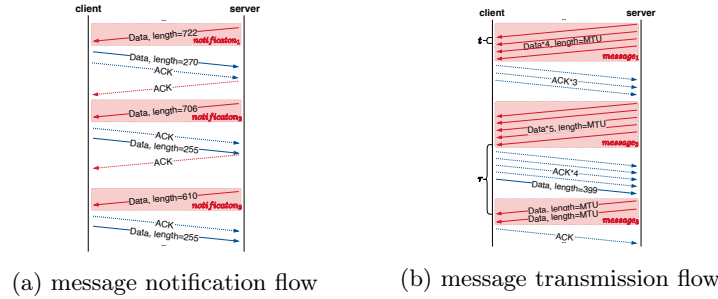 client
server
...
Data, length=722
notificaton₁
Data, length=270
ACK
ACK
Data, length=706
notificaton₂
ACK
Data, length=255
ACK
Data, length=610
notificaton₃
ACK
Data, length=255
...
(a) message notification flow
client
server
...
t
Data*4, length=MTU
message₁
ACK*3
Data*5, length=MTU
message₂
ACK*4
τ
Data, length=399
Data, length=MTU
Data, length=MTU
message₃
ACK
...
(b) message transmission flow